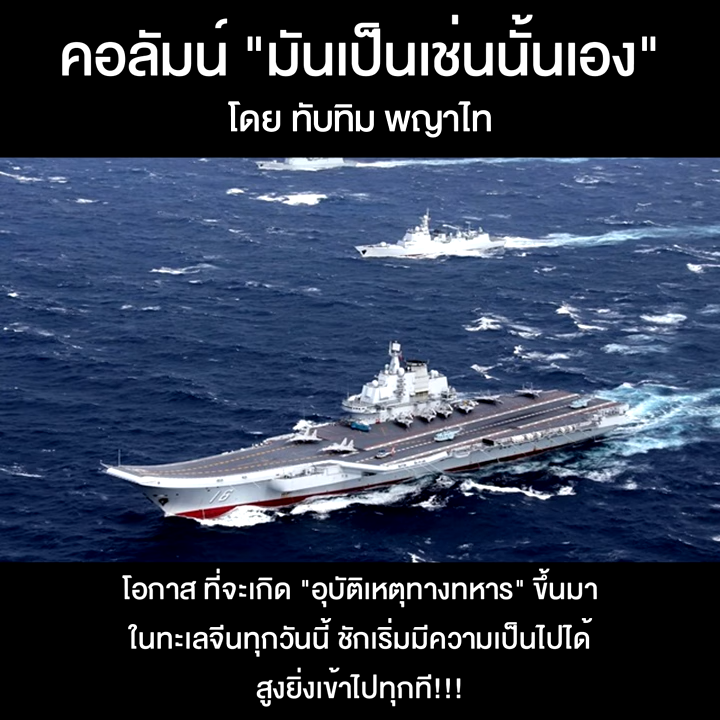 คอลัมน์ "มันเป็นเช่นนั้นเอง"
โดย ทับทิม พญาไท
16
โอกาส ที่จะเกิด "อุบัติเหตุทางทหาร" ขึ้นมา
ในทะเลจีนทุกวันนี้ ชักเริ่มมีความเป็นไปได้
สูงยิ่งเข้าไปทุกที!!!